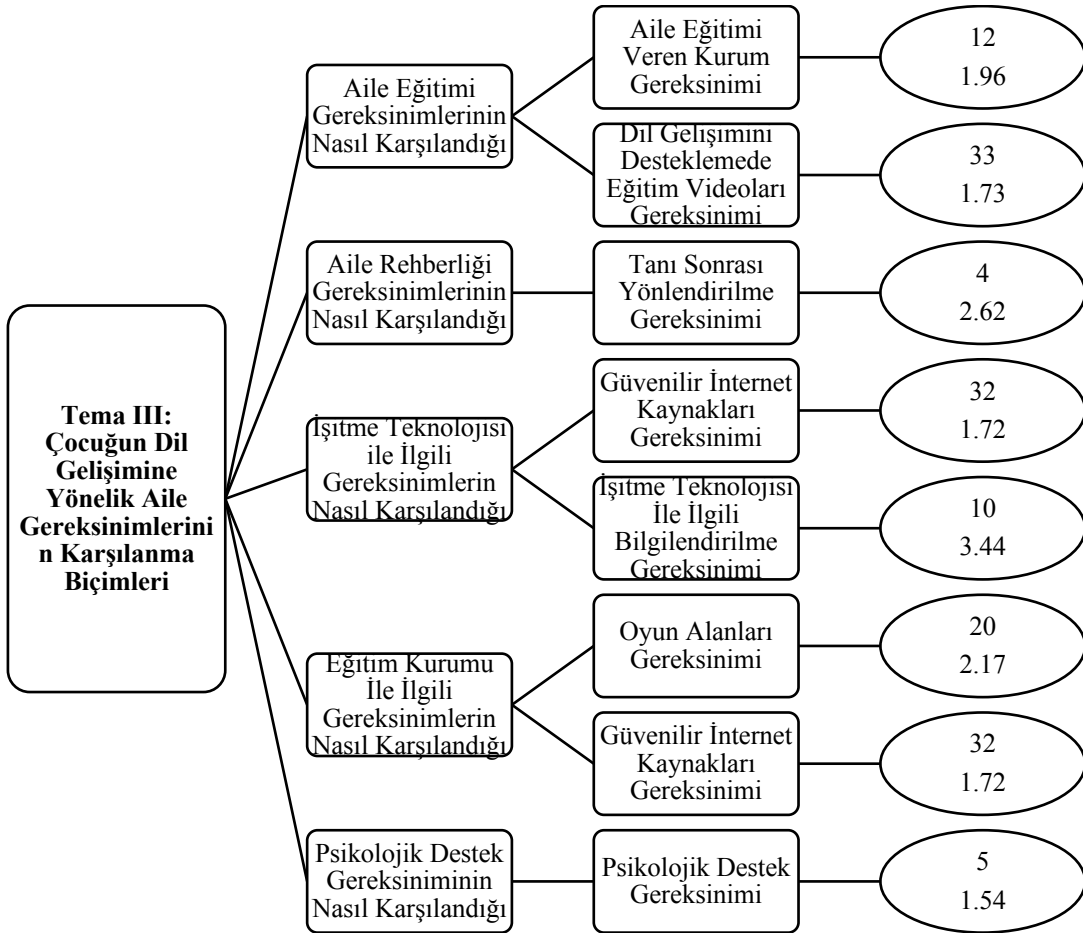 Tema III:
Çocuğun Dil
Gelişimine
Yönelik Aile
Gereksinimlerini
n Karşılanma
Biçimleri
Aile Eğitimi
Gereksinimlerinin
Nasıl Karşılandığı
Aile Eğitimi
Veren Kurum
Gereksinimi
12
1.96
Dil Gelişimini
Desteklemede
Eğitim Videoları
Gereksinimi
33
1.73
Aile Rehberliği
Gereksinimlerinin
Nasıl Karşılandığı
Tanı Sonrası
Yönlendirilme
Gereksinimi
4
2.62
İşitme Teknolojisi
ile İlgili
Gereksinimlerin
Nasıl Karşılandığı
Güvenilir İnternet
Kaynakları
Gereksinimi
32
1.72
İşitme Teknolojisi
İle İlgili
Bilgilendirilme
Gereksinimi
10
3.44
Eğitim Kurumu
İle İlgili
Gereksinimlerin
Nasıl Karşılandığı
Oyun Alanları
Gereksinimi
20
2.17
Güvenilir İnternet
Kaynakları
Gereksinimi
32
1.72
Psikolojik Destek
Gereksiniminin
Nasıl Karşılandığı
Psikolojik Destek
Gereksinimi
5
1.54